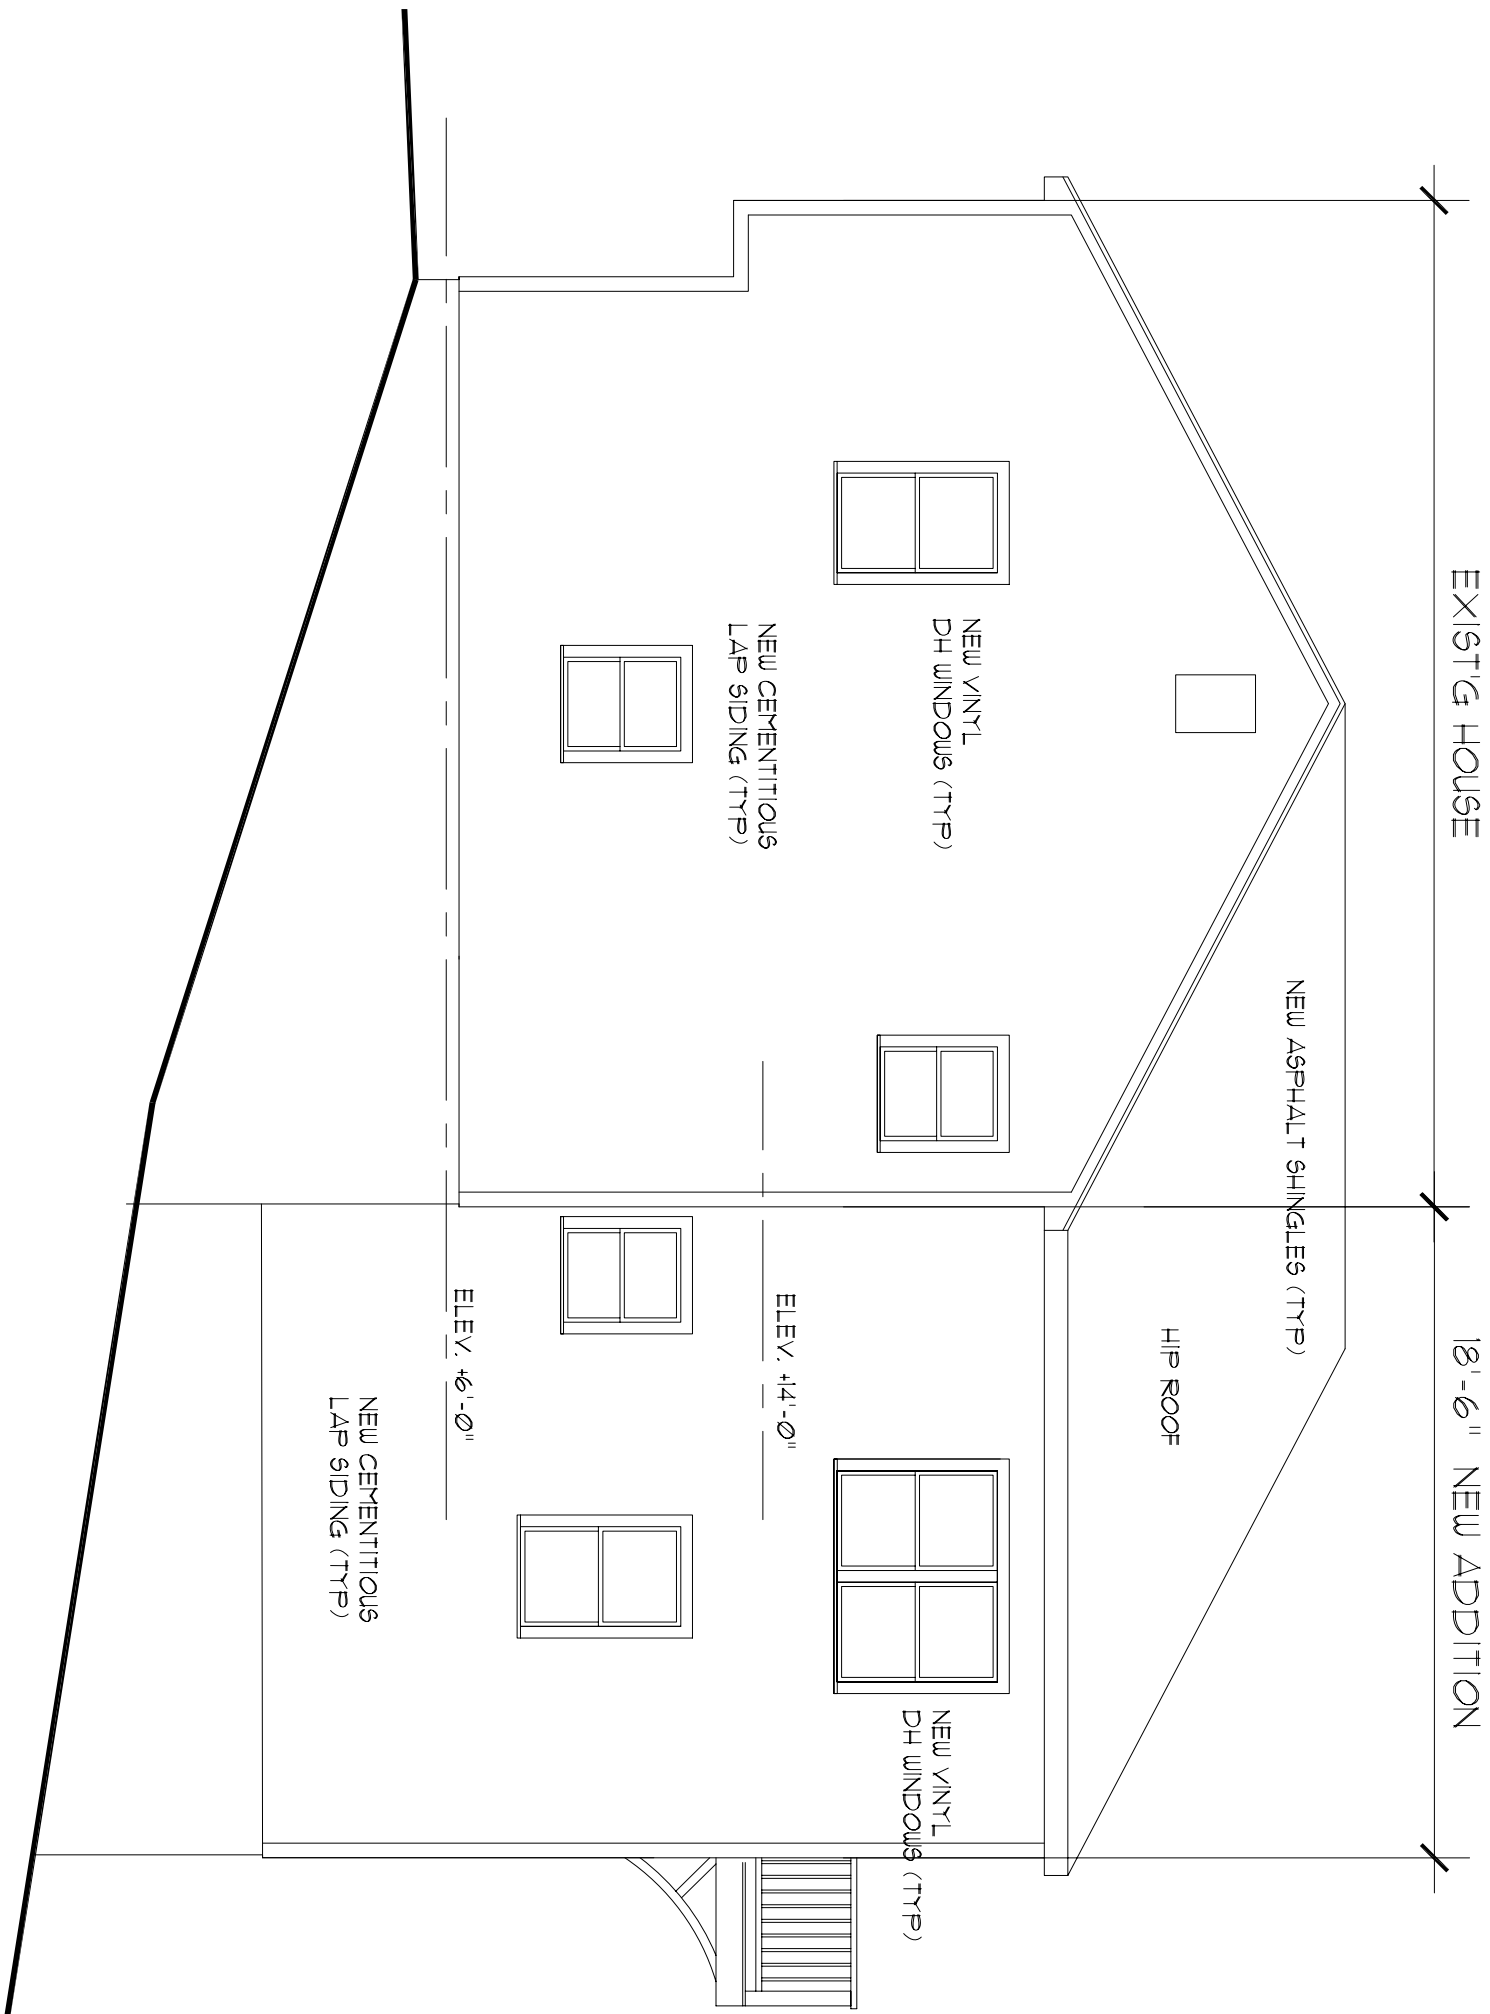 EXIST'G HOUSE
18'-6" NEW ADDITION
NEW ASPHALT SHINGLES (TYP)
HIP ROOF
NEW VINYL
DH WINDOWS (TYP)
NEW VINYL
DH WINDOWS (TYP)
NEW CEMENTITIOUS
LAP SIDING (TYP)
ELEV. +14'-0"
ELEV. +6'-0"
NEW CEMENTITIOUS
LAP SIDING (TYP)